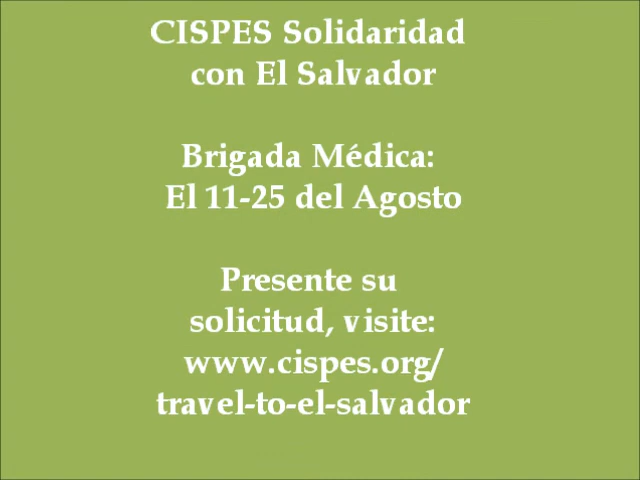 CISPES Solidaridad
con El Salvador
Brigada Médica:
El 11-25 del Agosto
Presente su
solicitud, visite:
www.cispes.org/
travel-to-el-salvador